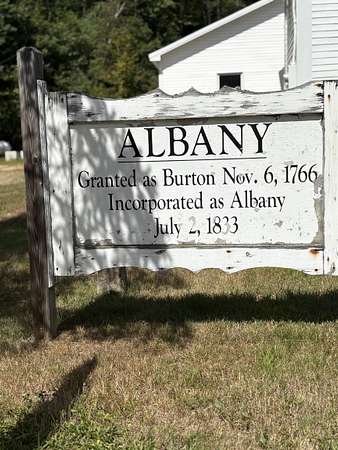 ALBANY
Granted as Burton Nov. 6, 1766
Incorporated as Albany
July 2, 1833